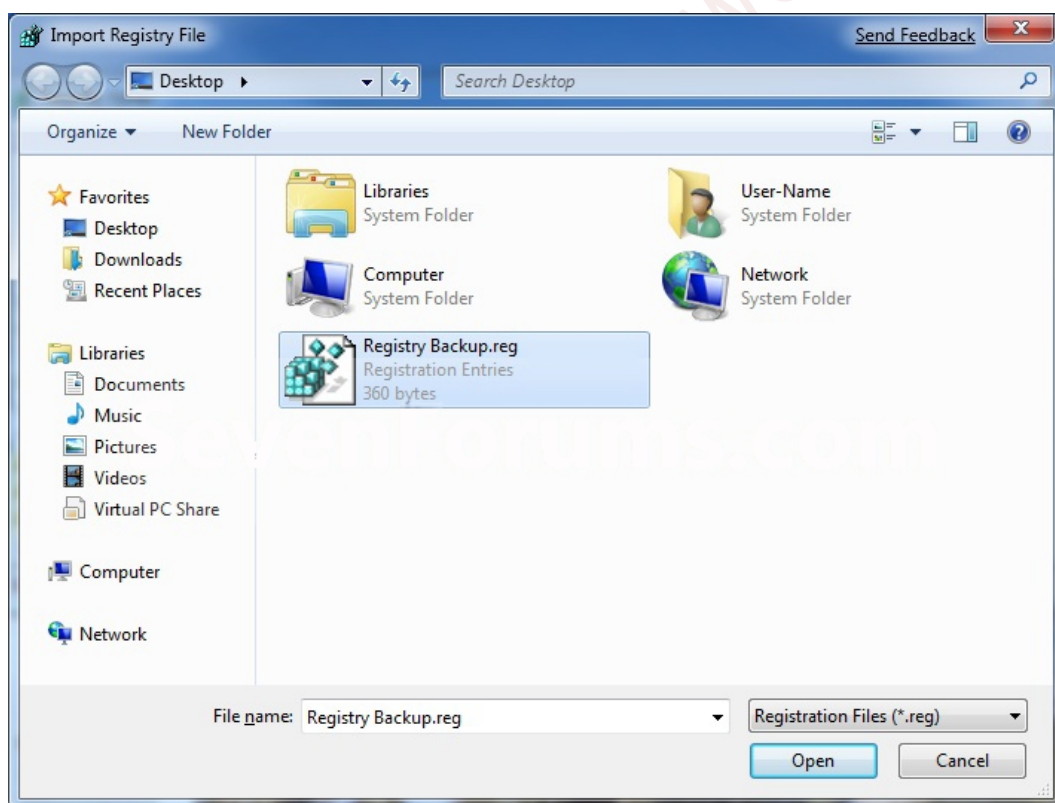 Import Registry File
Send Feedback
Desktop
Search Desktop
Organize
New Folder
Favorites
Desktop
Downloads
Recent Places
Libraries
Documents
Music
Pictures
Videos
Virtual PC Share
Computer
Network
Libraries
System Folder
User-Name
System Folder
Computer
System Folder
Network
System Folder
Registry Backup.reg
Registration Entries
360 bytes
SevenForums.com
File name: Registry Backup.reg
Registration Files (*.reg)
Open
Cancel